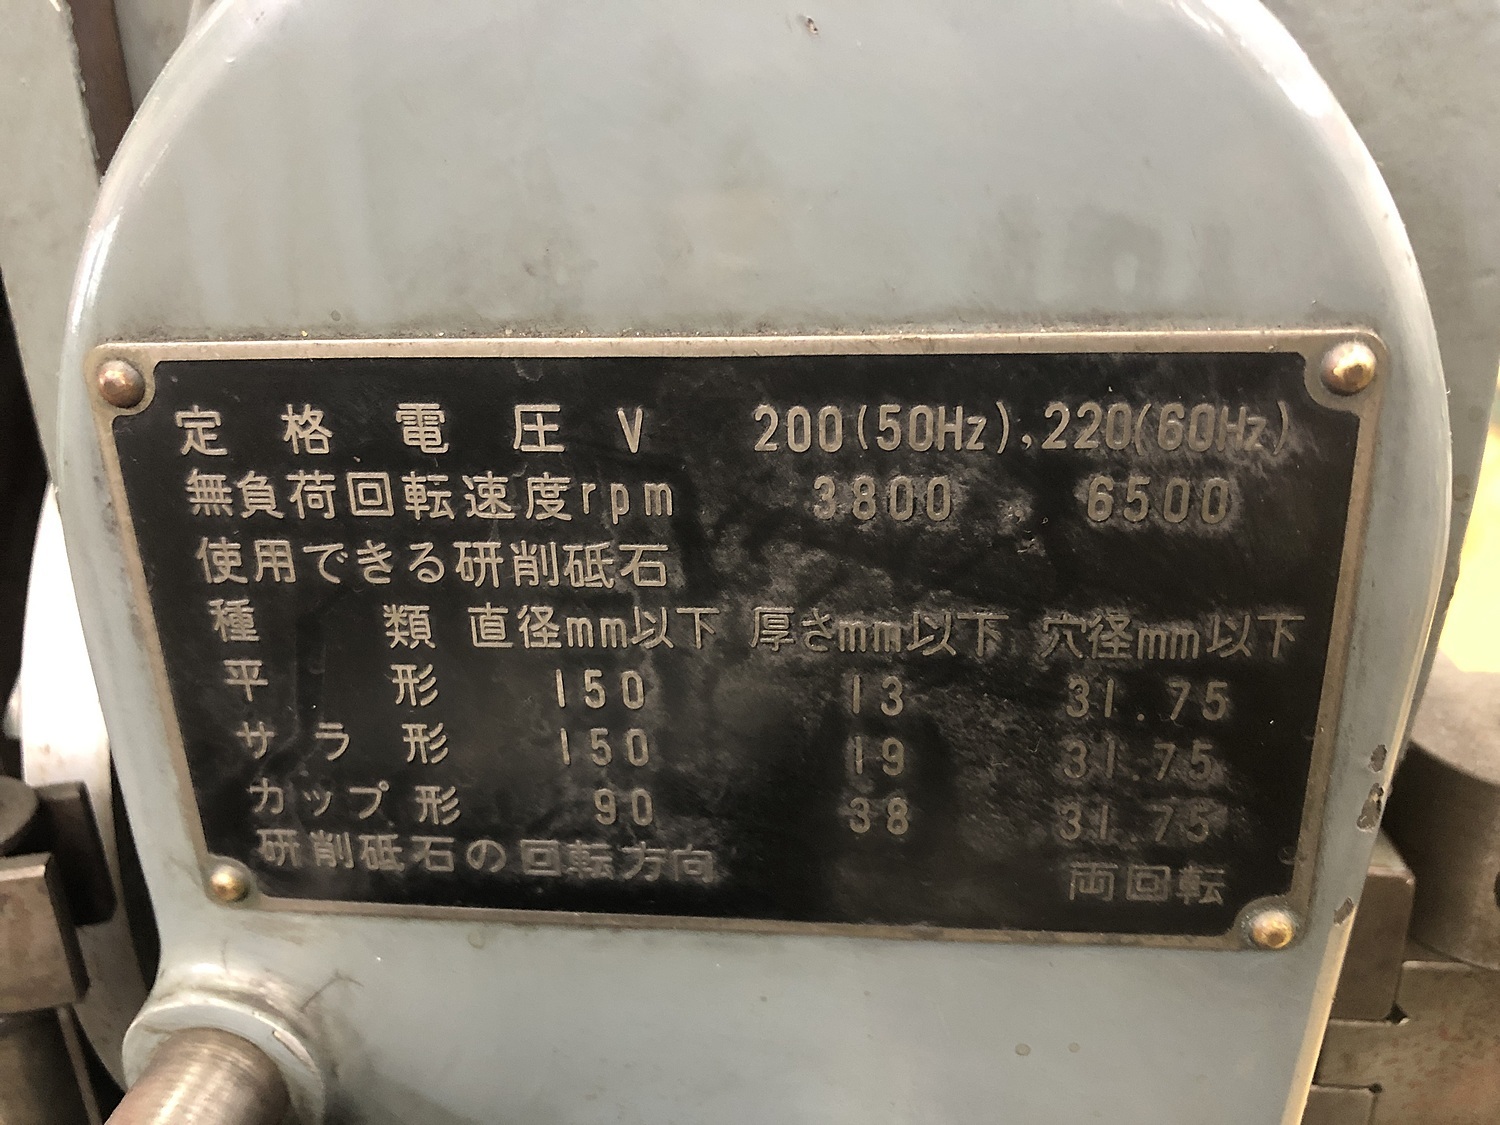 定格電圧 V 200(50Hz), 220(60Hz)
無負荷回転速度rpm 3800 6500
使用できる研削砥石
種類 直径mm以下 厚さmm以下 穴径mm以下
平形 150 13 31.75
サラ形 150 19 31.75
カップ形 90 38 31.75
研削砥石の回転方向 両回転